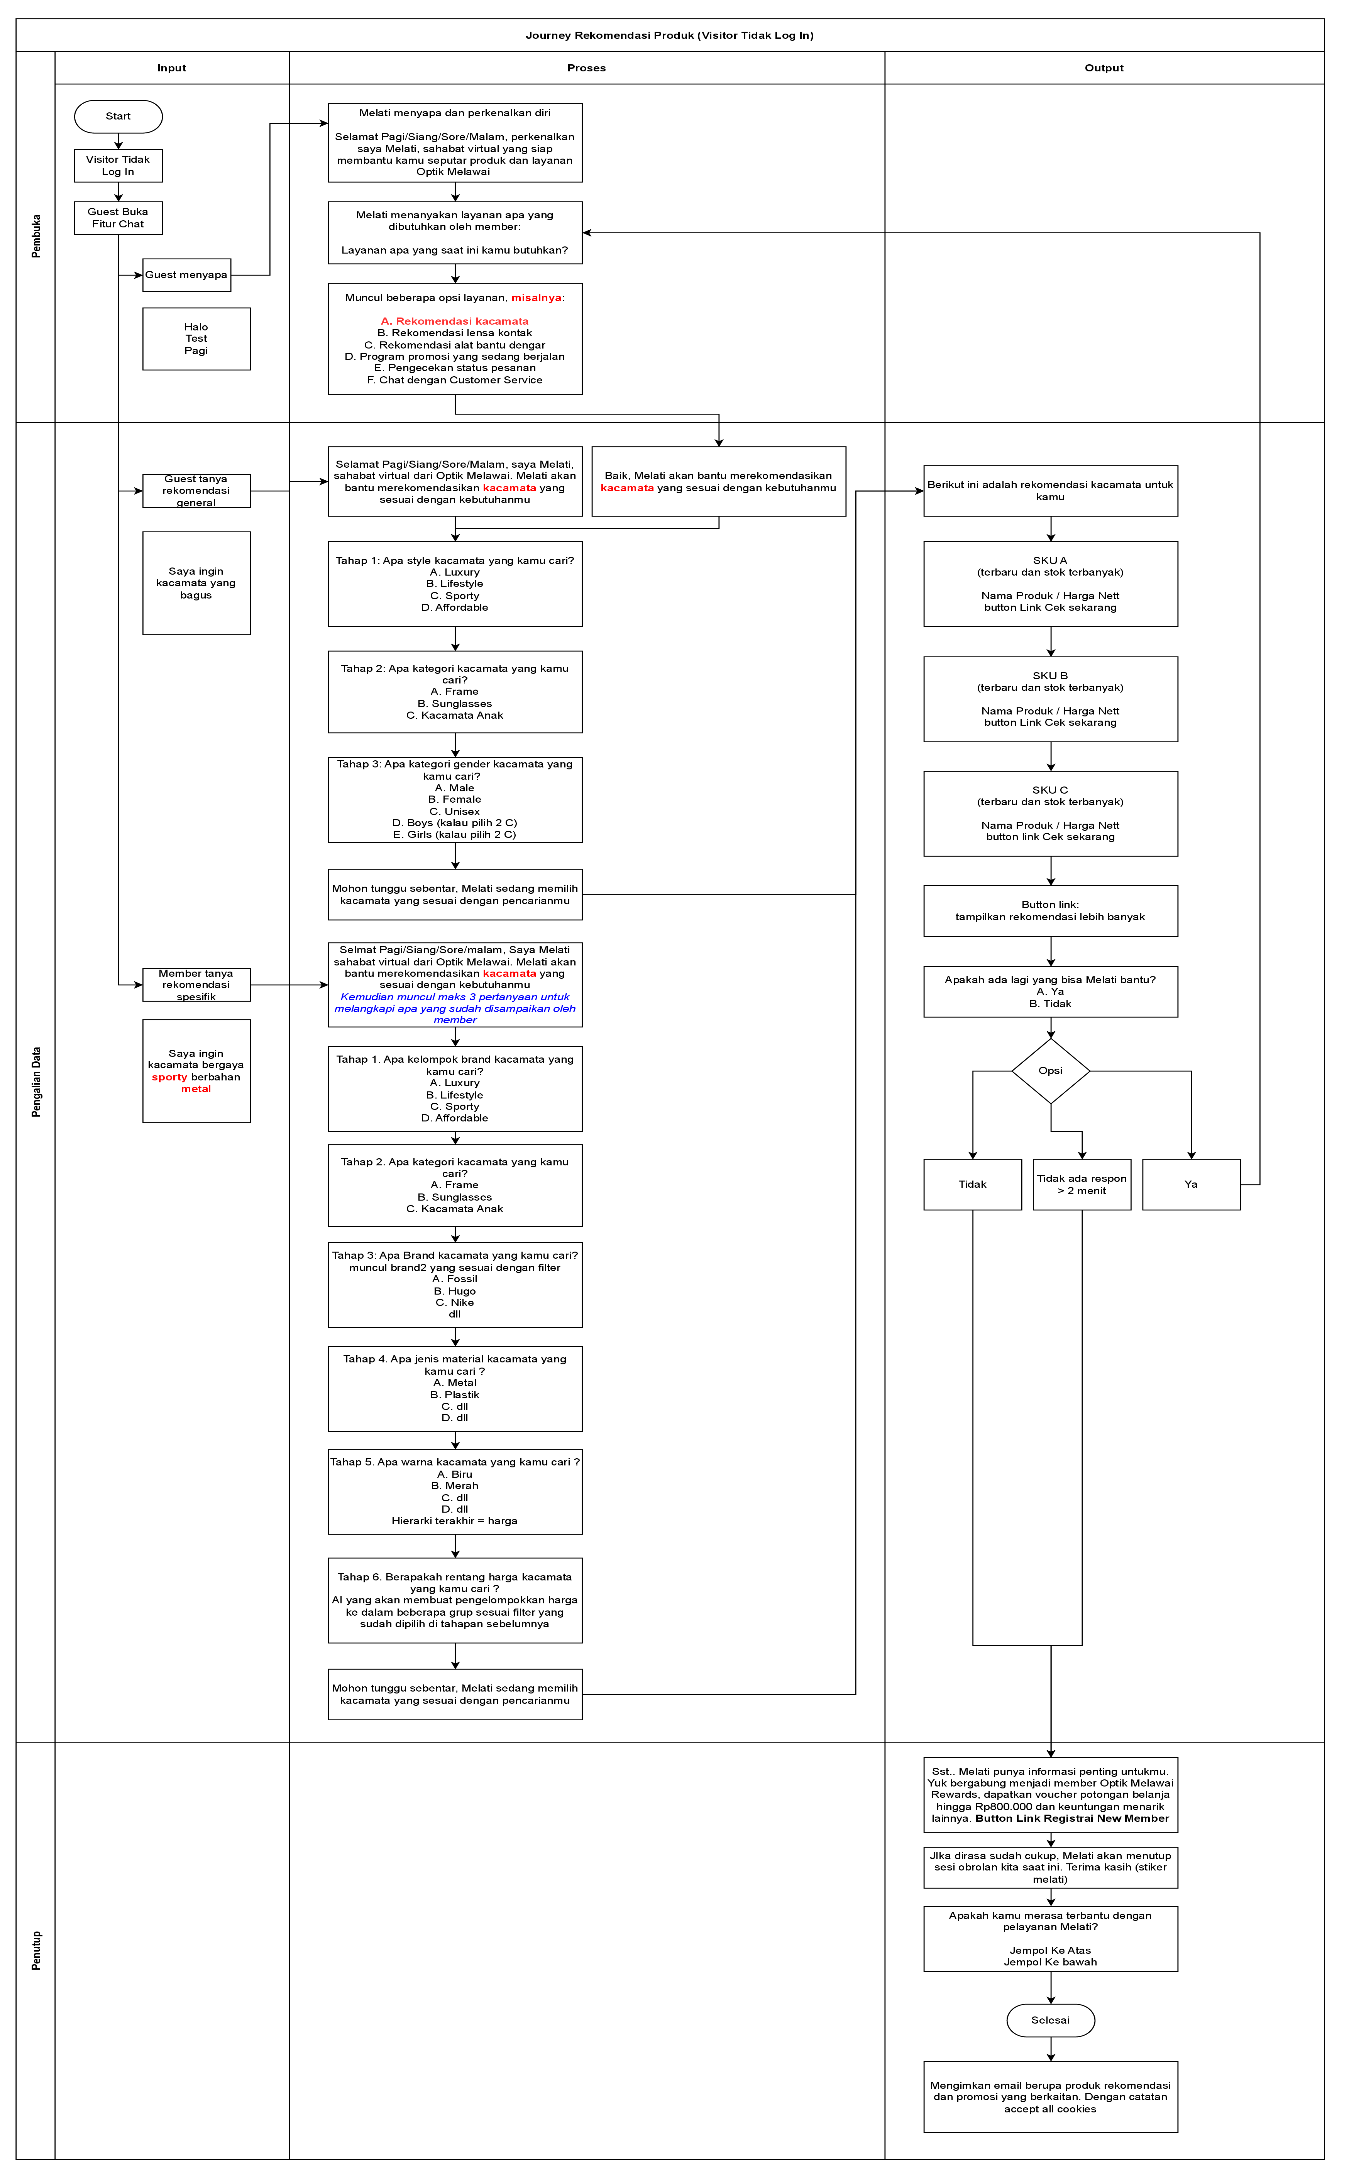 Journey Rekomendasi Produk (Visitor Tidak Log In)
Input
Proses
Output
Pembuka
Start
Visitor Tidak
Log In
Guest Buka
Fitur Chat
Guest menyapa
Halo
Test
Pagi
Melati menyapa dan perkenalkan diri
Selamat Pagi/Siang/Sore/Malam, perkenalkan
saya Melati, sahabat virtual yang siap
membantu kamu seputar produk dan layanan
Optik Melawai
Melati menanyakan layanan apa yang
dibutuhkan oleh member:
Layanan apa yang saat ini kamu butuhkan?
Muncul beberapa opsi layanan, misalnya:
A. Rekomendasi kacamata
B. Rekomendasi lensa kontak
C. Rekomendasi alat bantu dengar
D. Program promosi yang sedang berjalan
E. Pengecekan status pesanan
F. Chat dengan Customer Service
Pengalian Data
Guest tanya
rekomendasi
general
Saya ingin
kacamata yang
bagus
Selamat Pagi/Siang/Sore/Malam, saya Melati,
sahabat virtual dari Optik Melawai. Melati akan
bantu merekomendasikan kacamata yang
sesuai dengan kebutuhanmu
Baik, Melati akan bantu merekomendasikan
kacamata yang sesuai dengan kebutuhanmu
Tahap 1: Apa style kacamata yang kamu cari?
A. Luxury
B. Lifestyle
C. Sporty
D. Affordable
Tahap 2: Apa kategori kacamata yang kamu
cari?
A. Frame
B. Sunglasses
C. Kacamata Anak
Tahap 3: Apa kategori gender kacamata yang
kamu cari?
A. Male
B. Female
C. Unisex
D. Boys (kalau pilih 2 C)
E. Girls (kalau pilih 2 C)
Mohon tunggu sebentar, Melati sedang memilih
kacamata yang sesuai dengan pencarianmu
Member tanya
rekomendasi
spesifik
Saya ingin
kacamata bergaya
sporty berbahan
metal
Selmat Pagi/Siang/Sore/malam, Saya Melati
sahabat virtual dari Optik Melawai. Melati akan
bantu merekomendasikan kacamata yang
sesuai dengan kebutuhanmu
Kemudian muncul maks 3 pertanyaan untuk
melangkapi apa yang sudah disampaikan oleh
member
Tahap 1. Apa kelompok brand kacamata yang
kamu cari?
A. Luxury
B. Lifestyle
C. Sporty
D. Affordable
Tahap 2. Apa kategori kacamata yang kamu
cari?
A. Frame
B. Sunglasses
C. Kacamata Anak
Tahap 3: Apa Brand kacamata yang kamu cari?
muncul brand2 yang sesuai dengan filter
A. Fossil
B. Hugo
C. Nike
dll
Tahap 4. Apa jenis material kacamata yang
kamu cari ?
A. Metal
B. Plastik
C. dll
D. dll
Tahap 5. Apa warna kacamata yang kamu cari ?
A. Biru
B. Merah
C. dll
D. dll
Hierarki terakhir = harga
Tahap 6. Berapakah rentang harga kacamata
yang kamu cari ?
AI yang akan membuat pengelompokkan harga
ke dalam beberapa grup sesuai filter yang
sudah dipilih di tahapan sebelumnya
Mohon tunggu sebentar, Melati sedang memilih
kacamata yang sesuai dengan pencarianmu
Berikut ini adalah rekomendasi kacamata untuk
kamu
SKU A
(terbaru dan stok terbanyak)
Nama Produk / Harga Nett
button Link Cek sekarang
SKU B
(terbaru dan stok terbanyak)
Nama Produk / Harga Nett
button Link Cek sekarang
SKU C
(terbaru dan stok terbanyak)
Nama Produk / Harga Nett
button link Cek sekarang
Button link:
tampilkan rekomendasi lebih banyak
Apakah ada lagi yang bisa Melati bantu?
A. Ya
B. Tidak
Opsi
Tidak
Tidak ada respon
> 2 menit
Ya
Penutup
Sst.. Melati punya informasi penting untukmu.
Yuk bergabung menjadi member Optik Melawai
Rewards, dapatkan voucher potongan belanja
hingga Rp800.000 dan keuntungan menarik
lainnya. Button Link Registrai New Member
JIka dirasa sudah cukup, Melati akan menutup
sesi obrolan kita saat ini. Terima kasih (stiker
melati)
Apakah kamu merasa terbantu dengan
pelayanan Melati?
Jempol Ke Atas
Jempol Ke bawah
Selesai
Mengimkan email berupa produk rekomendasi
dan promosi yang berkaitan. Dengan catatan
accept all cookies